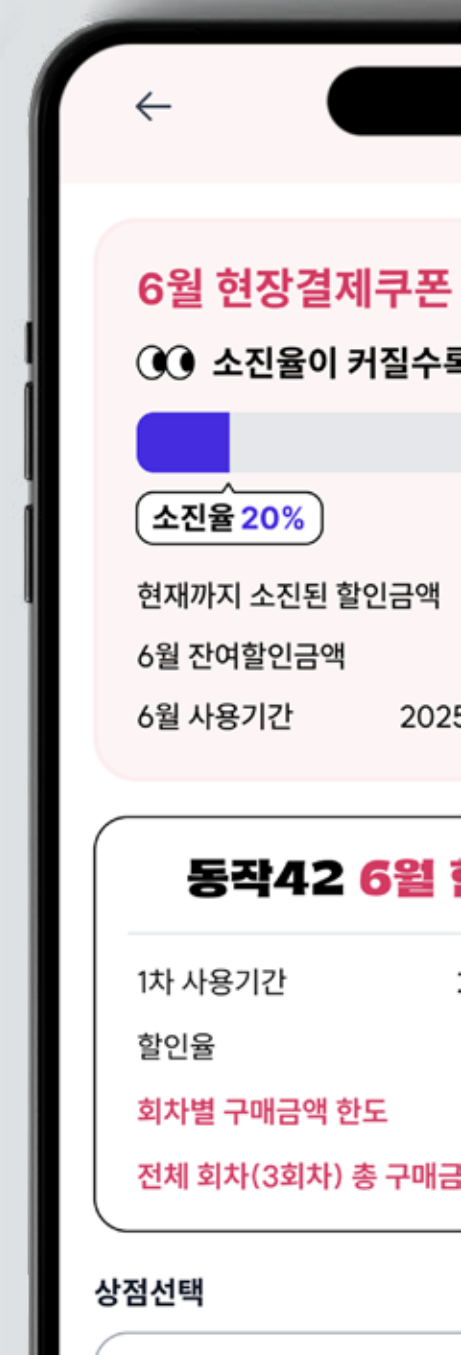 6월 현장결제쿠폰
소진율이 커질수록
소진율 20%
현재까지 소진된 할인금액
6월 잔여할인금액
6월 사용기간 2025
동작42 6월
1차 사용기간
할인율
회차별 구매금액 한도
전체 회차(3회차) 총 구매금
상점선택